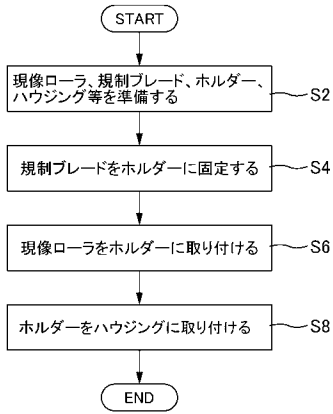 START
現像ローラ、規制ブレード、ホルダー、
ハウジング等を準備する
S2
規制ブレードをホルダーに固定する
S4
現像ローラをホルダーに取り付ける
S6
ホルダーをハウジングに取り付ける
S8
END